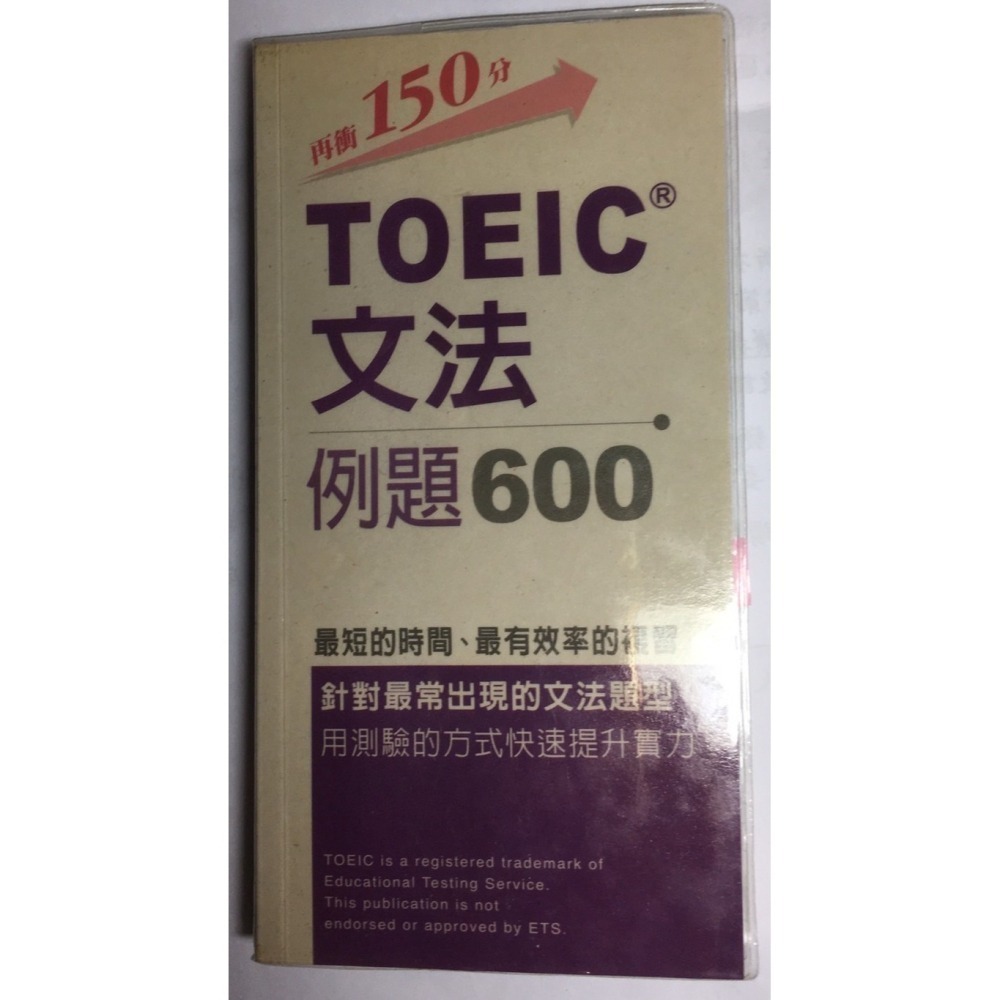 再衝150分
TOEIC®
文法
例題600
最短的時間、最有效率的複習
針對最常出現的文法題型
用測驗的方式快速提升實力
TOEIC is a registered trademark of
Educational Testing Service.
This publication is not
endorsed or approved by ETS.